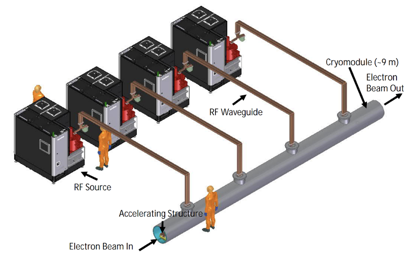 Cryomodule (~9 m)
Electron
Beam Out
RF Waveguide
RF Source
Accelerating Structure
Electron Beam In